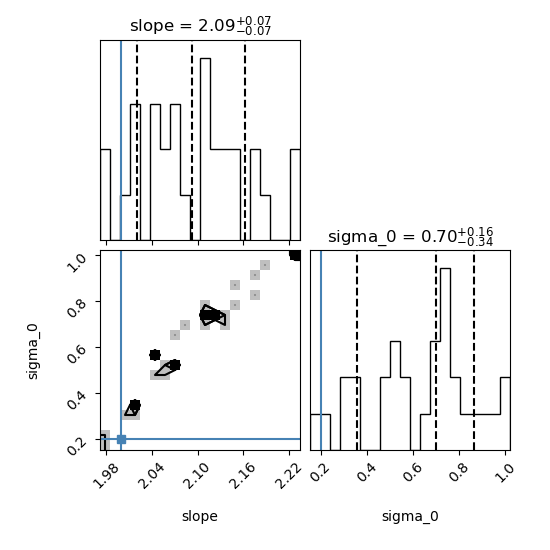 slope = 2.09 +0.07 −0.07
sigma_0 = 0.70 +0.16 −0.34
sigma_0
1.0
0.8
0.6
0.4
0.2
1.98 2.04 2.10 2.16 2.22
0.2 0.4 0.6 0.8 1.0
slope
sigma_0